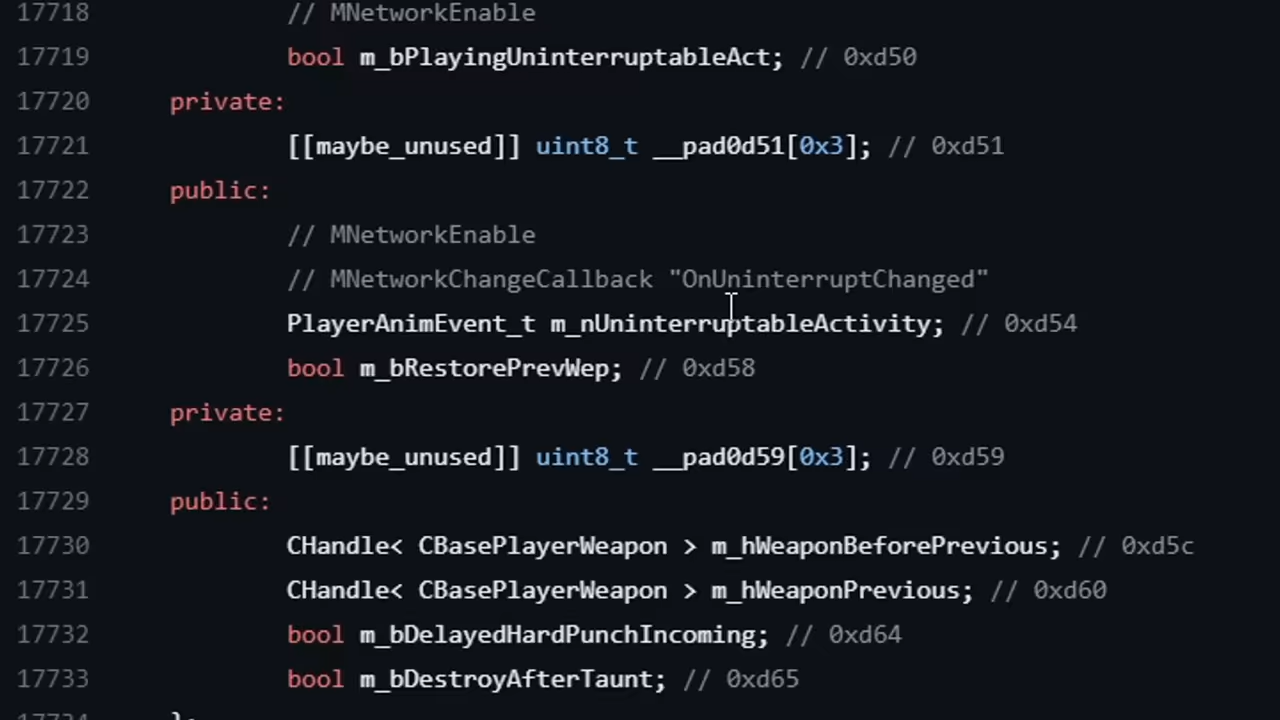 17718 // MNetworkEnable
17719 bool m_bPlayingUninterruptableAct; // 0xd50
17720 private:
17721 [[maybe_unused]] uint8_t __pad0d51[0x3]; // 0xd51
17722 public:
17723 // MNetworkEnable
17724 // MNetworkChangeCallback "OnUninterruptChanged"
17725 PlayerAnimEvent_t m_nUninterruptableActivity; // 0xd54
17726 bool m_bRestorePrevWep; // 0xd58
17727 private:
17728 [[maybe_unused]] uint8_t __pad0d59[0x3]; // 0xd59
17729 public:
17730 CHandle< CBasePlayerWeapon > m_hWeaponBeforePrevious; // 0xd5c
17731 CHandle< CBasePlayerWeapon > m_hWeaponPrevious; // 0xd60
17732 bool m_bDelayedHardPunchIncoming; // 0xd64
17733 bool m_bDestroyAfterTaunt; // 0xd65
17734 };